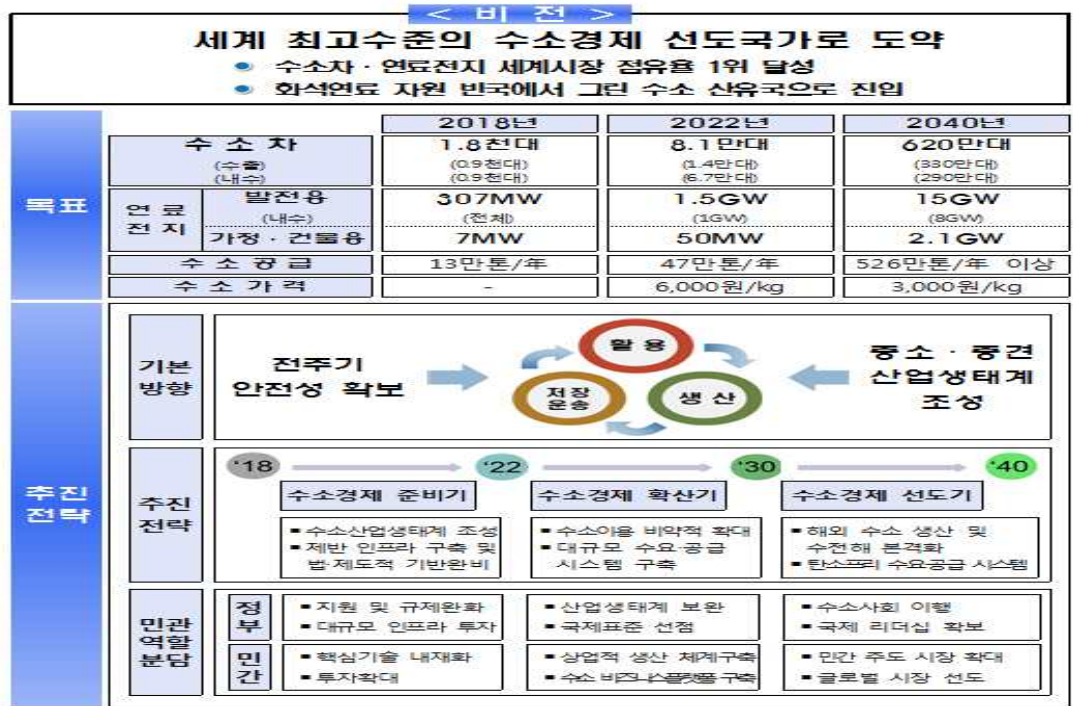 < 비 전 >
세계 최고수준의 수소경제 선도국가로 도약
● 수소차 · 연료전지 세계시장 점유율 1위 달성
● 화석연료 자원 빈국에서 그린 수소 산유국으로 진입
목표
2018년 2022년 2040년
수 소 차 1.8천대 8.1만대 620만대
(수출) (0.9천대) (1.4만대) (330만대)
(내수) (0.9천대) (6.7만대) (290만대)
연 료 전 지
발전용 307MW 1.5GW 15GW
(내수) (전체) (1GW) (8GW)
가정 · 건물용 7MW 50MW 2.1GW
수 소 공 급 13만톤/年 47만톤/年 526만톤/年 이상
수 소 가 격 - 6,000원/kg 3,000원/kg
추진
전략
기본
방향
전주기
안전성 확보
활 용
저장
운송
생 산
중소 · 중견
산업생태계
조성
추진
전략
‘18 ‘22 ‘30 ‘40
수소경제 준비기
▪ 수소산업생태계 조성
▪ 제반 인프라 구축 및
법·제도적 기반완비
수소경제 확산기
▪ 수소이용 비약적 확대
▪ 대규모 수요·공급
시스템 구축
수소경제 선도기
▪ 해외 수소 생산 및
수전해 본격화
▪ 탄소프리 수요공급 시스템
민관
역할
분담
정
부
▪ 지원 및 규제완화
▪ 대규모 인프라 투자
▪ 산업생태계 보완
▪ 국제표준 선점
▪ 수소사회 이행
▪ 국제 리더십 확보
민
간
▪ 핵심기술 내재화
▪ 투자확대
▪ 상업적 생산 체계구축
▪ 수소 비즈니스플랫폼 구축
▪ 민간 주도 시장 확대
▪ 글로벌 시장 선도